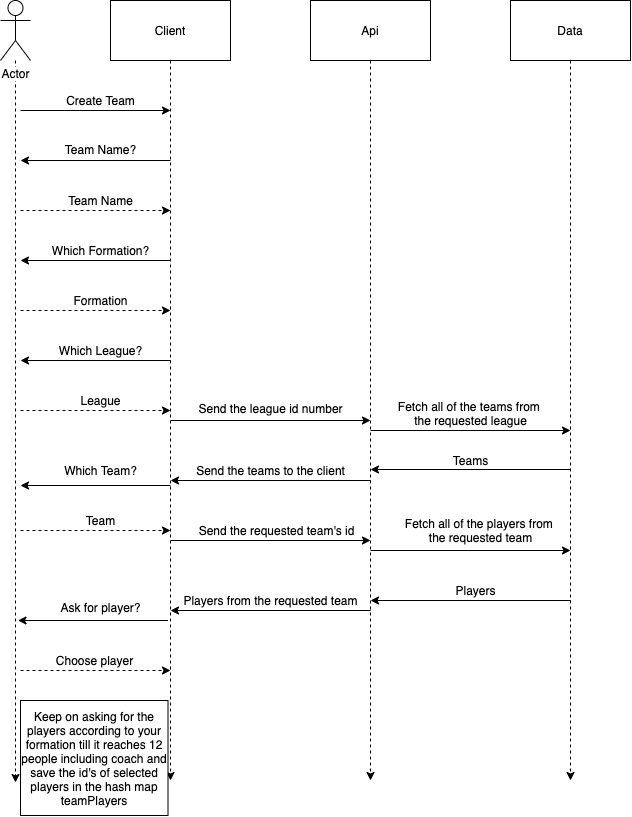 Client
Api
Data
Actor
Create Team
Team Name?
Team Name
Which Formation?
Formation
Which League?
League
Send the league id number
Fetch all of the teams from
the requested league
Teams
Which Team?
Send the teams to the client
Team
Send the requested team's id
Fetch all of the players from
the requested team
Players
Ask for player?
Players from the requested team
Choose player
Keep on asking for the
players according to your
formation till it reaches 12
people including coach and
save the id's of selected
players in the hash map
teamPlayers